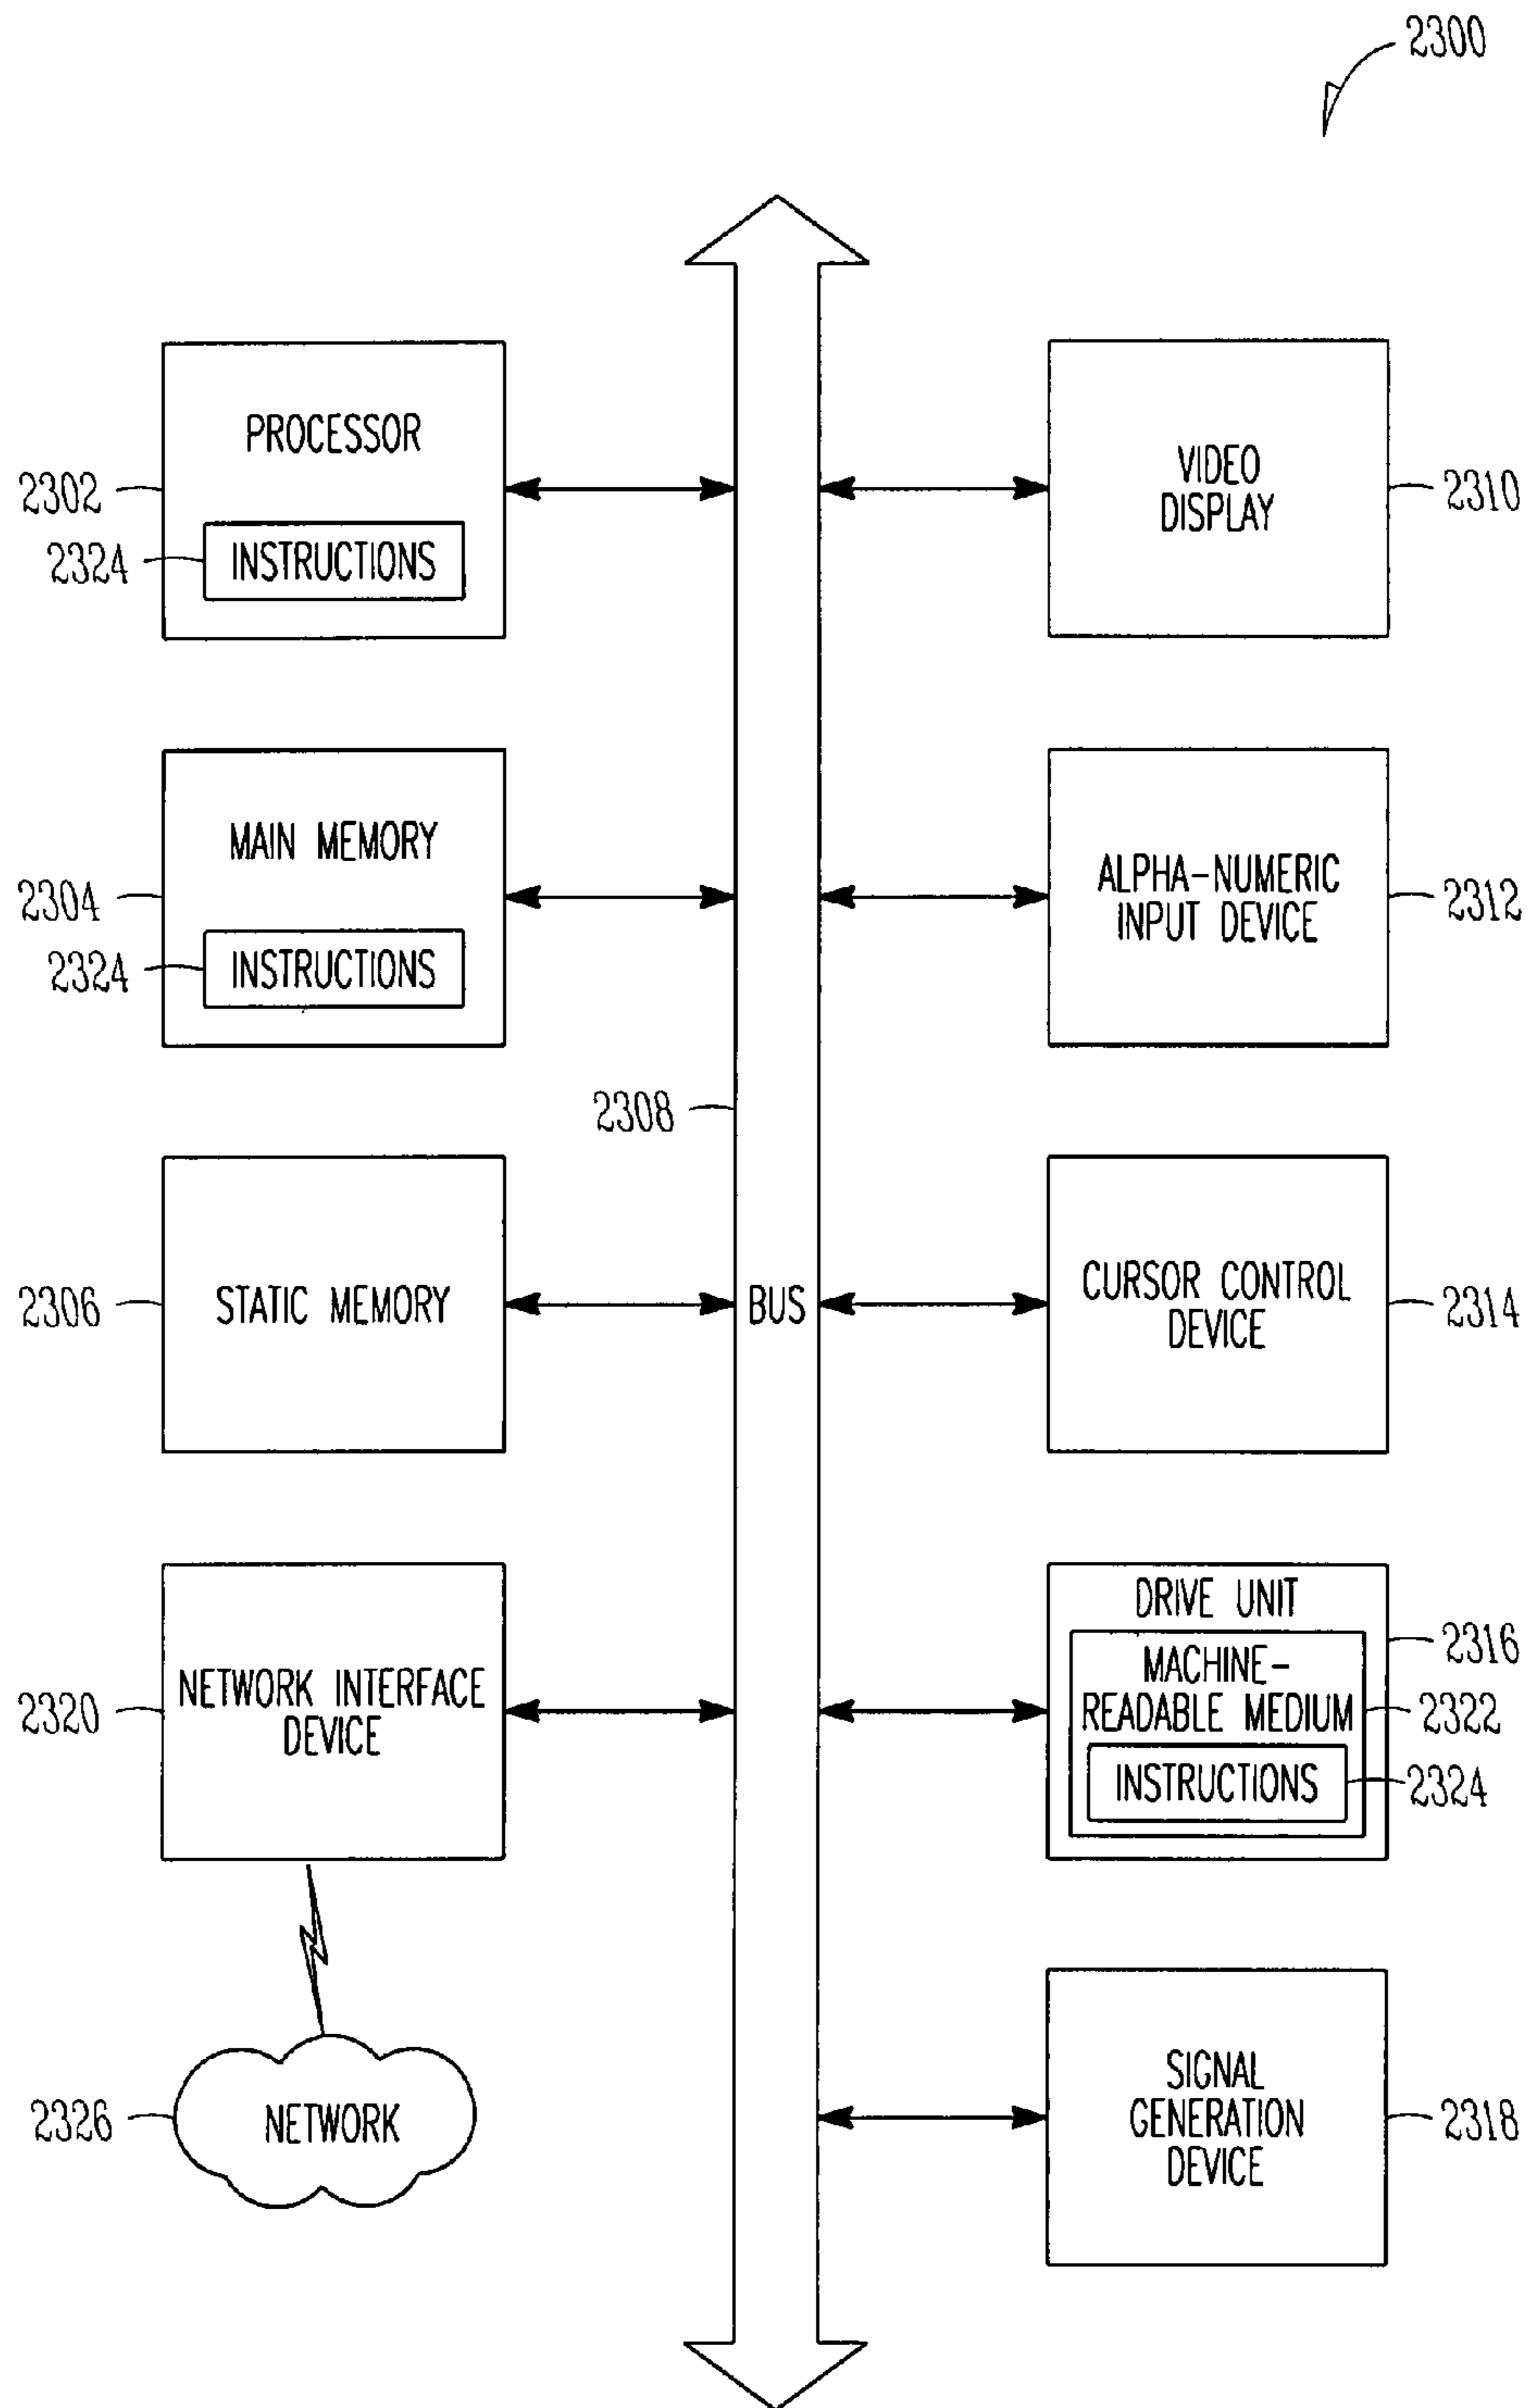 2300
PROCESSOR
2302
2324
INSTRUCTIONS
VIDEO
DISPLAY
2310
MAIN MEMORY
2304
2324
INSTRUCTIONS
ALPHA-NUMERIC
INPUT DEVICE
2312
2308
STATIC MEMORY
2306
BUS
CURSOR CONTROL
DEVICE
2314
NETWORK INTERFACE
DEVICE
2320
DRIVE UNIT
2316
MACHINE-
READABLE MEDIUM
2322
INSTRUCTIONS
2324
2326
NETWORK
SIGNAL
GENERATION
DEVICE
2318